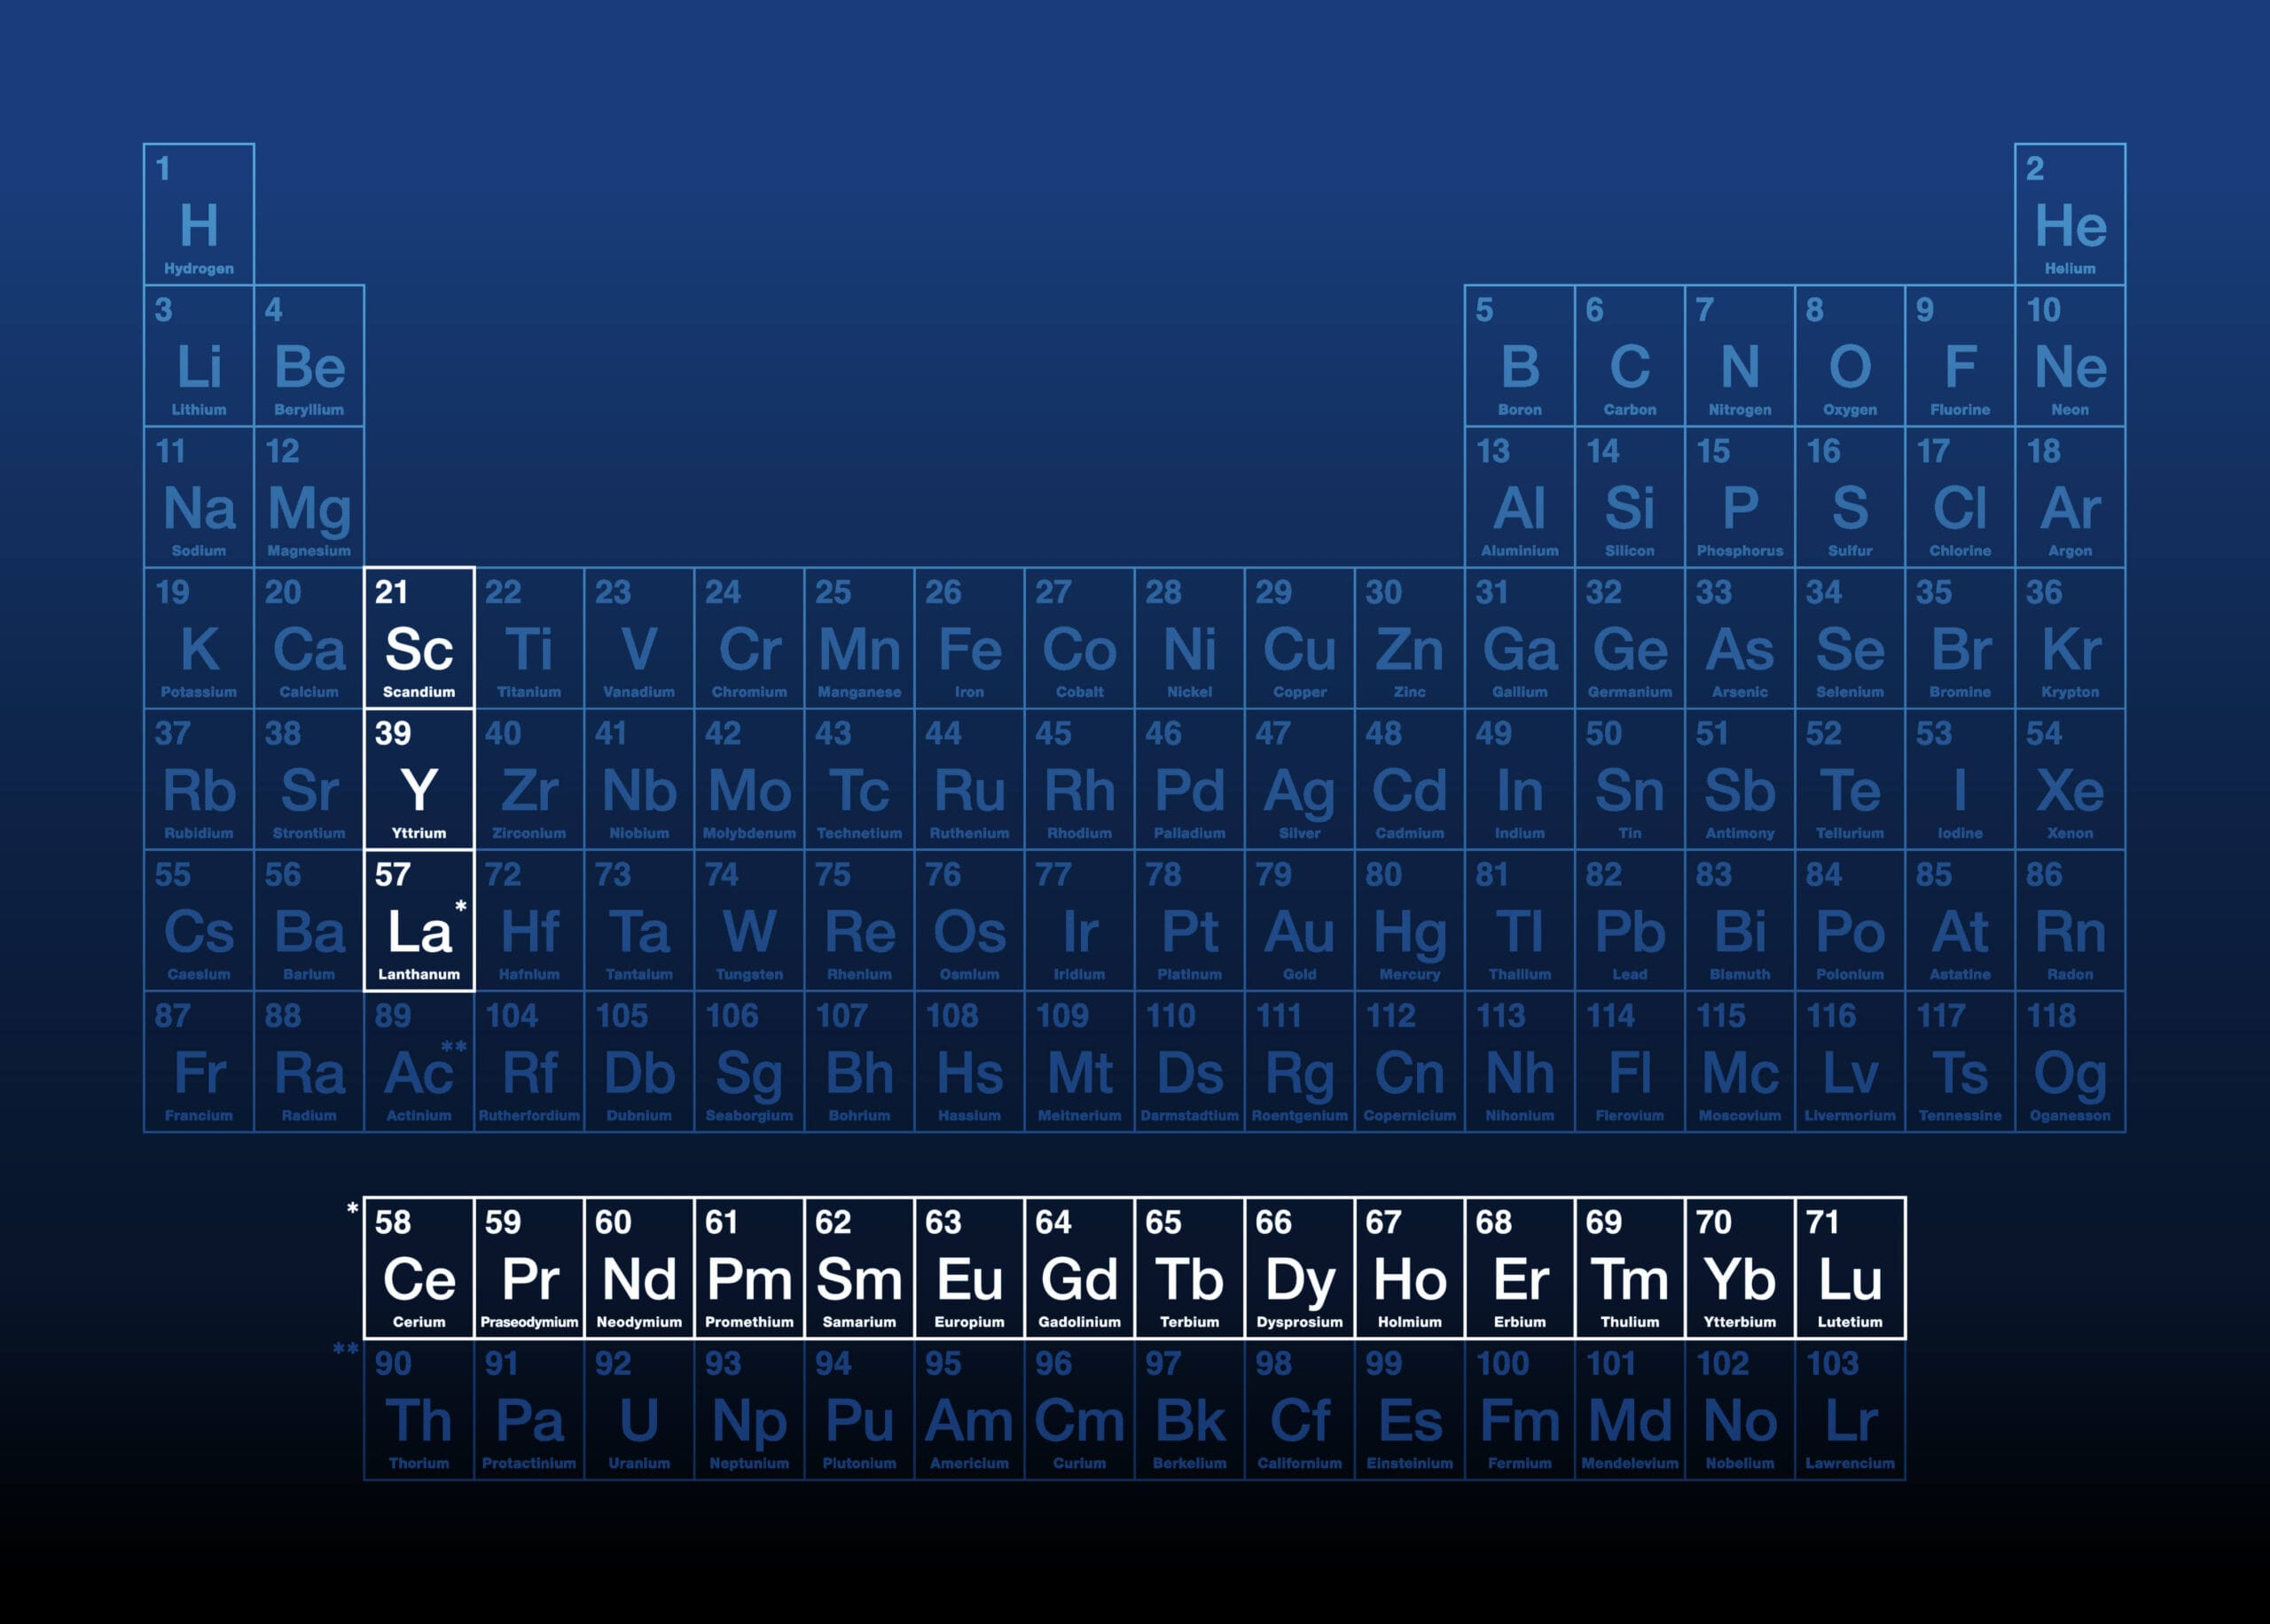 1 2
H He
Hydrogen Helium
3 4 5 6 7 8 9 10
Li Be B C N O F Ne
Lithium Beryllium Boron Carbon Nitrogen Oxygen Fluorine Neon
11 12 13 14 15 16 17 18
Na Mg Al Si P S Cl Ar
Sodium Magnesium Aluminium Silicon Phosphorus Sulfur Chlorine Argon
19 20 21 22 23 24 25 26 27 28 29 30 31 32 33 34 35 36
K Ca Sc Ti V Cr Mn Fe Co Ni Cu Zn Ga Ge As Se Br Kr
Potassium Calcium Scandium Titanium Vanadium Chromium Manganese Iron Cobalt Nickel Copper Zinc Gallium Germanium Arsenic Selenium Bromine Krypton
37 38 39 40 41 42 43 44 45 46 47 48 49 50 51 52 53 54
Rb Sr Y Zr Nb Mo Tc Ru Rh Pd Ag Cd In Sn Sb Te I Xe
Rubidium Strontium Yttrium Zirconium Niobium Molybdenum Technetium Ruthenium Rhodium Palladium Silver Cadmium Indium Tin Antimony Tellurium Iodine Xenon
55 56 57 72 73 74 75 76 77 78 79 80 81 82 83 84 85 86
Cs Ba La* Hf Ta W Re Os Ir Pt Au Hg Tl Pb Bi Po At Rn
Caesium Barium Lanthanum Hafnium Tantalum Tungsten Rhenium Osmium Iridium Platinum Gold Mercury Thallium Lead Bismuth Polonium Astatine Radon
87 88 89 104 105 106 107 108 109 110 111 112 113 114 115 116 117 118
Fr Ra Ac** Rf Db Sg Bh Hs Mt Ds Rg Cn Nh Fl Mc Lv Ts Og
Francium Radium Actinium Rutherfordium Dubnium Seaborgium Bohrium Hassium Meitnerium Darmstadtium Roentgenium Copernicium Nihonium Flerovium Moscovium Livermorium Tennessine Oganesson
* 58 59 60 61 62 63 64 65 66 67 68 69 70 71
Ce Pr Nd Pm Sm Eu Gd Tb Dy Ho Er Tm Yb Lu
Cerium Praseodymium Neodymium Promethium Samarium Europium Gadolinium Terbium Dysprosium Holmium Erbium Thulium Ytterbium Lutetium
** 90 91 92 93 94 95 96 97 98 99 100 101 102 103
Th Pa U Np Pu Am Cm Bk Cf Es Fm Md No Lr
Thorium Protactinium Uranium Neptunium Plutonium Americium Curium Berkelium Californium Einsteinium Fermium Mendelevium Nobelium Lawrencium